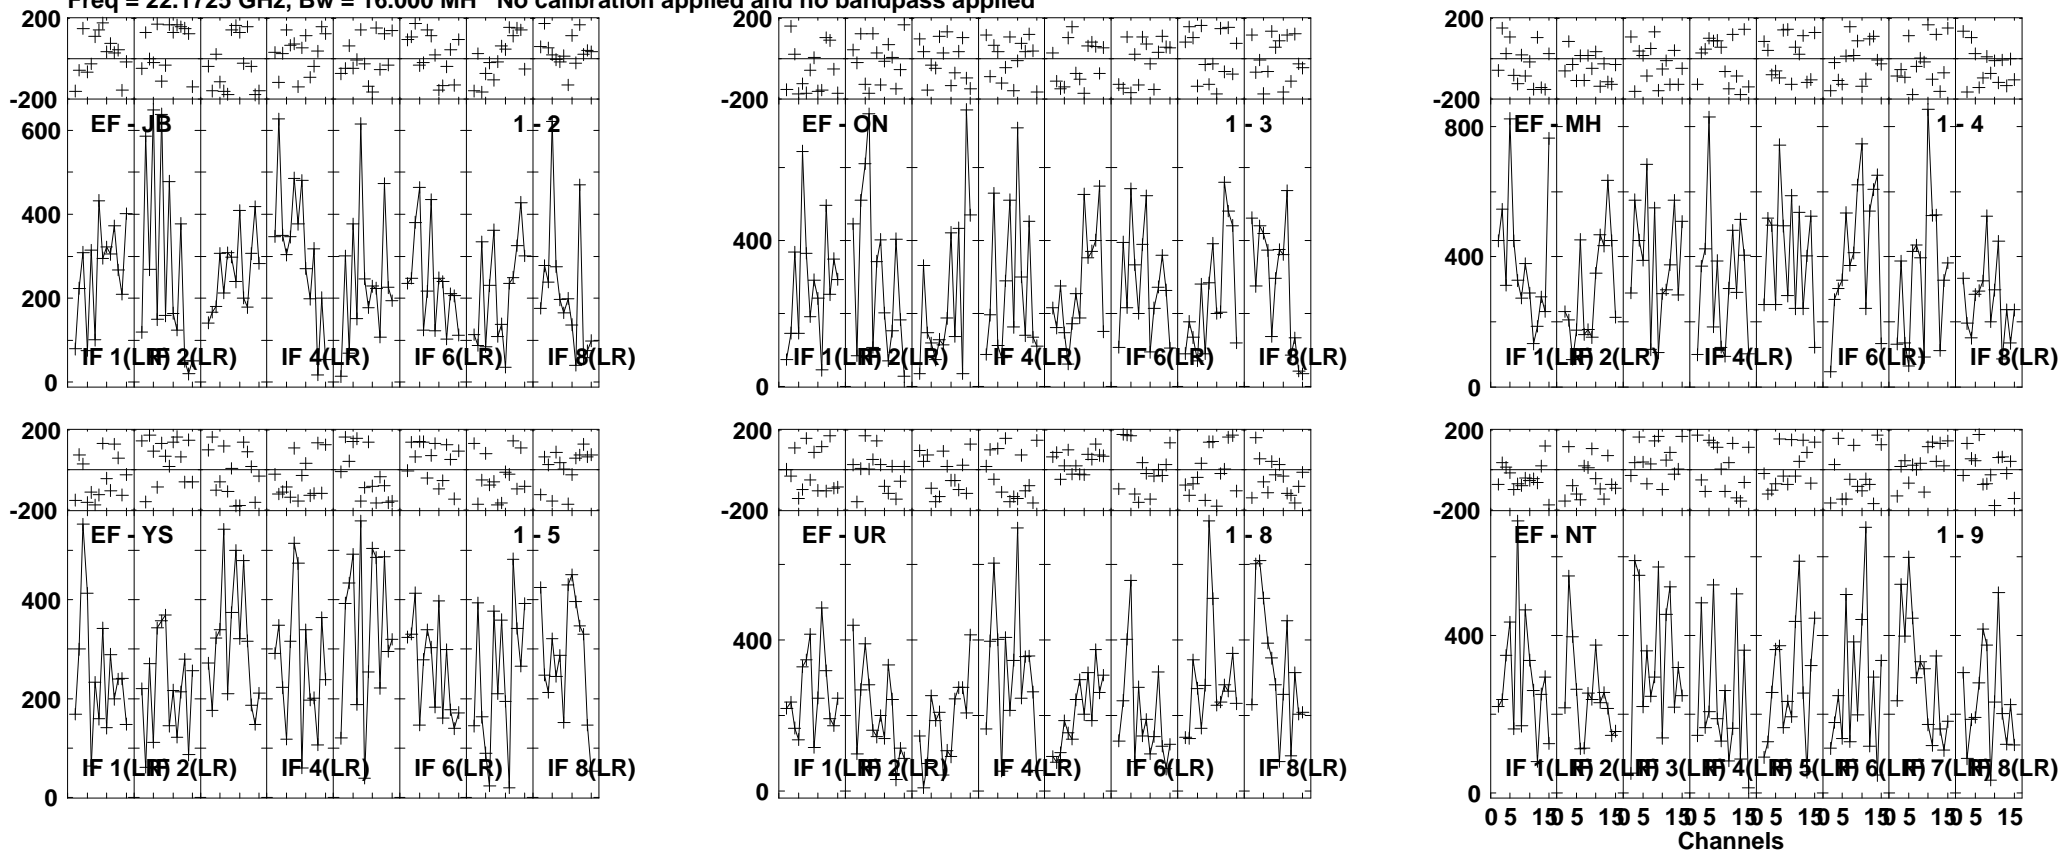 Freq = 22.1725 GHz, Bw = 16.000 MH No calibration applied and no bandpass applied
200
-200
600
400
200
0
EF - JB 1 - 2
IF 1(LR) IF 2(LR) IF 4(LR) IF 6(LR) IF 8(LR)
400
0
EF - ON 1 - 3
IF 1(LR) IF 2(LR) IF 4(LR) IF 6(LR) IF 8(LR)
200
-200
800
400
0
EF - MH 1 - 4
IF 1(LR) IF 2(LR) IF 4(LR) IF 6(LR) IF 8(LR)
200
-200
400
200
0
EF - YS 1 - 5
IF 1(LR) IF 2(LR) IF 4(LR) IF 6(LR) IF 8(LR)
200
-200
400
0
EF - UR 1 - 8
IF 1(LR) IF 2(LR) IF 4(LR) IF 6(LR) IF 8(LR)
200
-200
400
0
EF - NT 1 - 9
IF 1(LR) IF 2(LR) IF 3(LR) IF 4(LR) IF 5(LR) IF 6(LR) IF 7(LR) IF 8(LR)
0 5 15 0 5 15 0 5 15 0 5 15 0 5 15 0 5 15 0 5 15 0 5 15
Channels